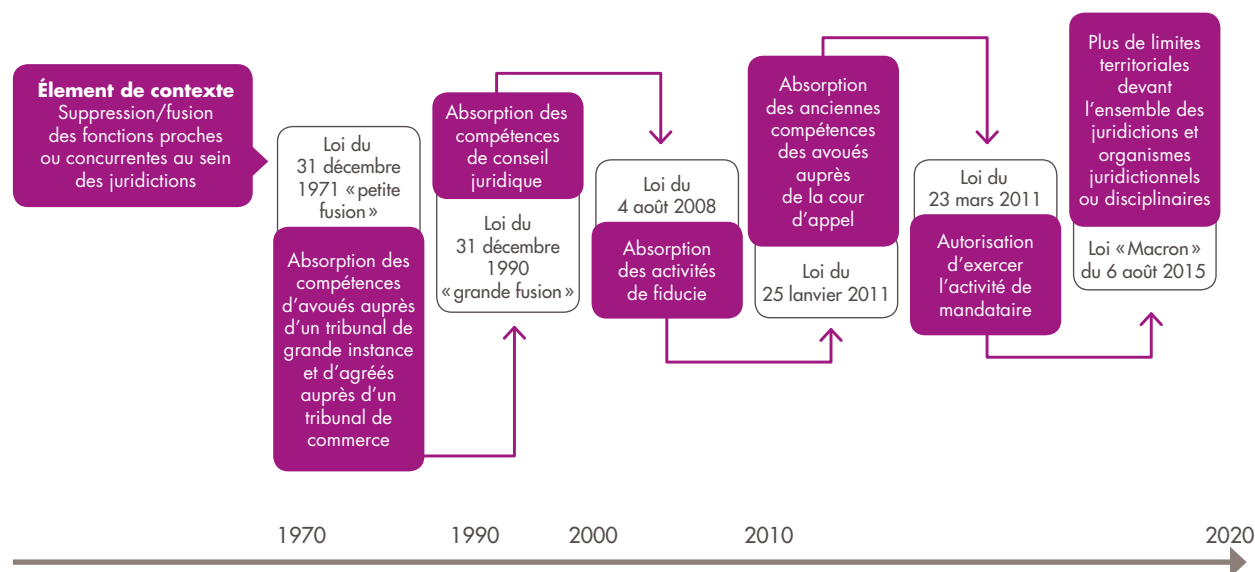 Élement de contexte
Suppression/fusion
des fonctions proches
ou concurrentes au sein
des juridictions
Loi du
31 décembre
1971 « petite
fusion »
Absorption des
compétences
d’avoués auprès
d’un tribunal de
grande instance
et d’agréés
auprès d’un
tribunal de
commerce
Absorption des
compétences
de conseil
juridique
Loi du
31 décembre
1990
« grande fusion »
Loi du
4 août 2008
Absorption
des activités
de fiducie
Absorption
des anciennes
compétences
des avoués
auprès
de la cour
d’appel
Loi du
25 lanvier 2011
Loi du
23 mars 2011
Autorisation
d’exercer
l’activité de
mandataire
Plus de limites
territoriales
devant
l’ensemble des
juridictions et
organismes
juridictionnels
ou disciplinaires
Loi « Macron »
du 6 août 2015
1970
1990
2000
2010
2020